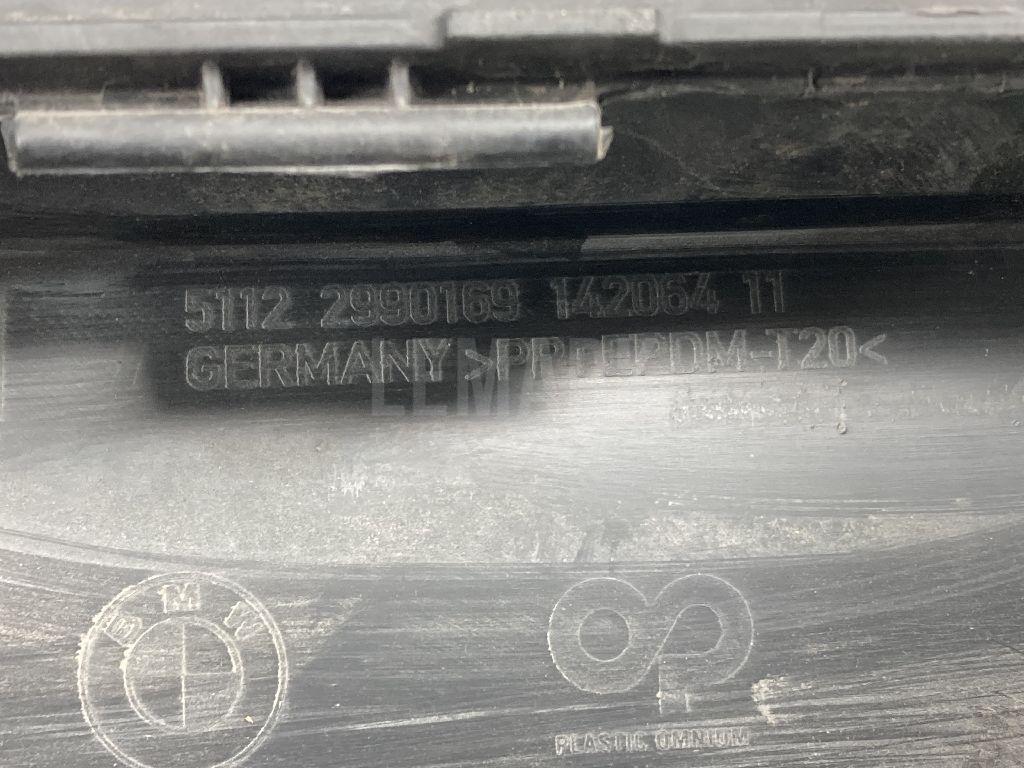 5112 2990169 142064 11
GERMANY >PP+EPDM-T20<
BMW
PLASTIC OMNIUM